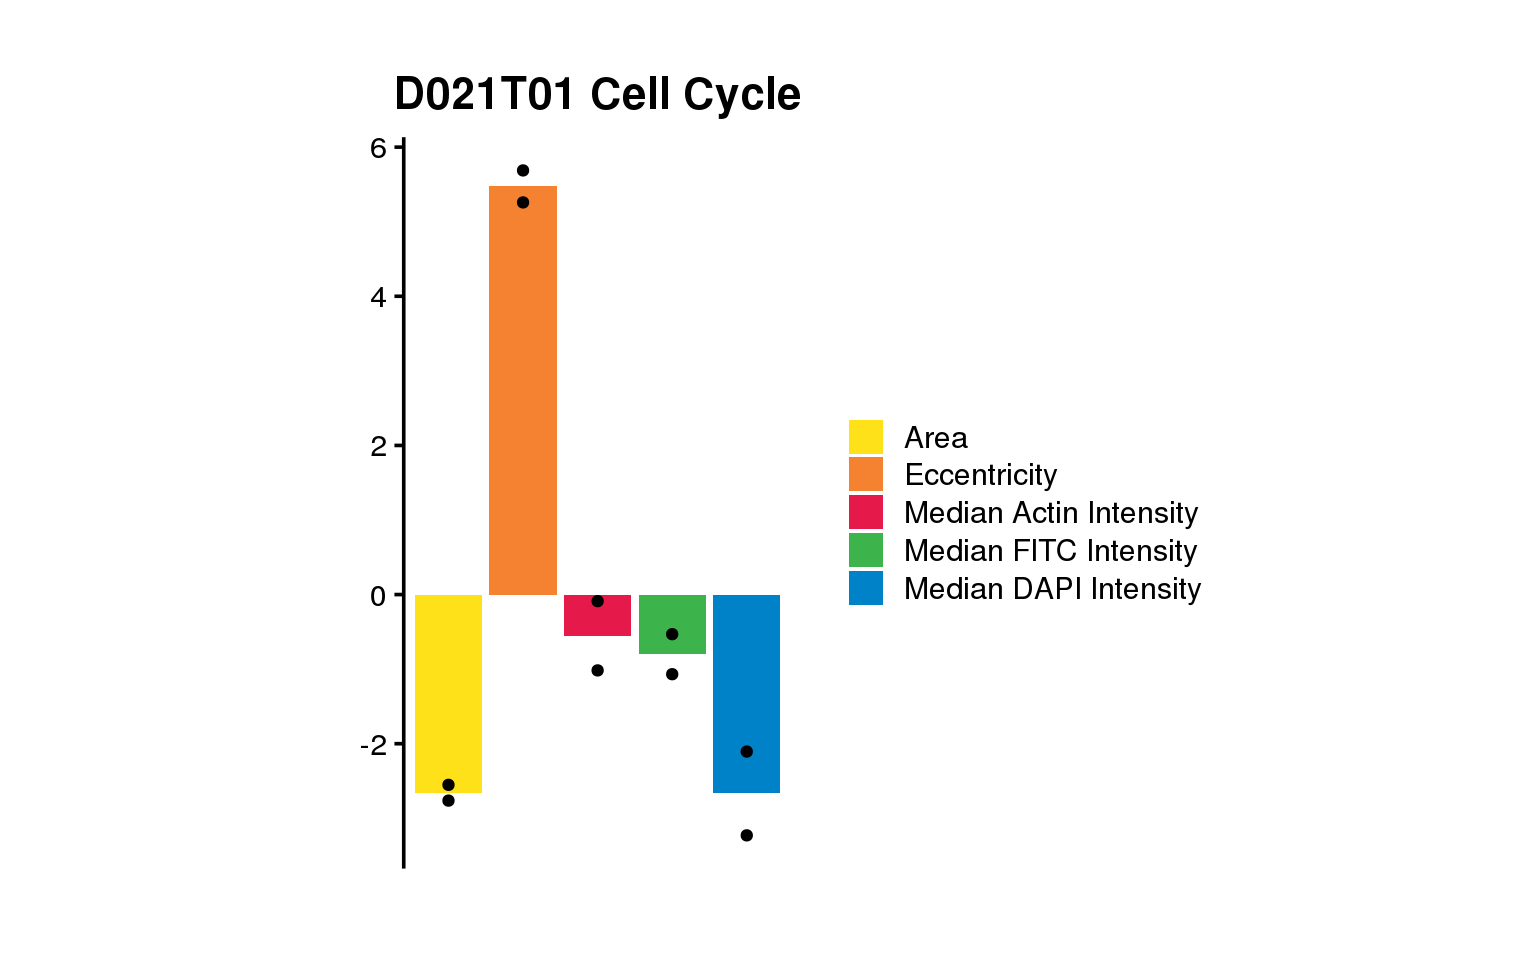 D021T01 Cell Cycle
6
4
2
0
-2
Area
Eccentricity
Median Actin Intensity
Median FITC Intensity
Median DAPI Intensity